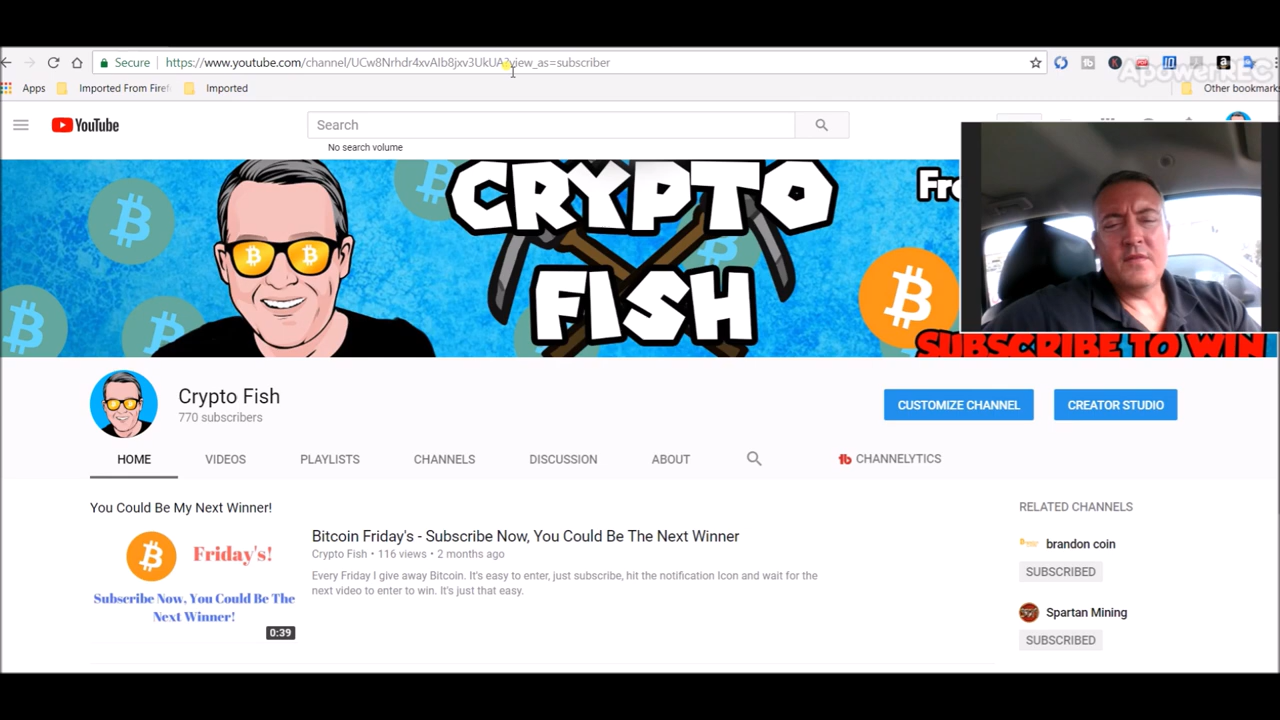 Secure https://www.youtube.com/channel/UCw8Nrhdr4xvAIb8jxv3UkUA?view_as=subscriber
ApowerREC
Apps Imported From Firef Imported Other bookmarks
YouTube
Search
No search volume
CRYPTO
FISH
Fre
SUBSCRIBE TO WIN
Crypto Fish
770 subscribers
CUSTOMIZE CHANNEL
CREATOR STUDIO
HOME VIDEOS PLAYLISTS CHANNELS DISCUSSION ABOUT CHANNELYTICS
You Could Be My Next Winner!
Friday's!
Subscribe Now, You Could Be The
Next Winner!
0:39
Bitcoin Friday's - Subscribe Now, You Could Be The Next Winner
Crypto Fish • 116 views • 2 months ago
Every Friday I give away Bitcoin. It's easy to enter, just subscribe, hit the notification Icon and wait for the
next video to enter to win. It's just that easy.
RELATED CHANNELS
brandon coin
SUBSCRIBED
Spartan Mining
SUBSCRIBED